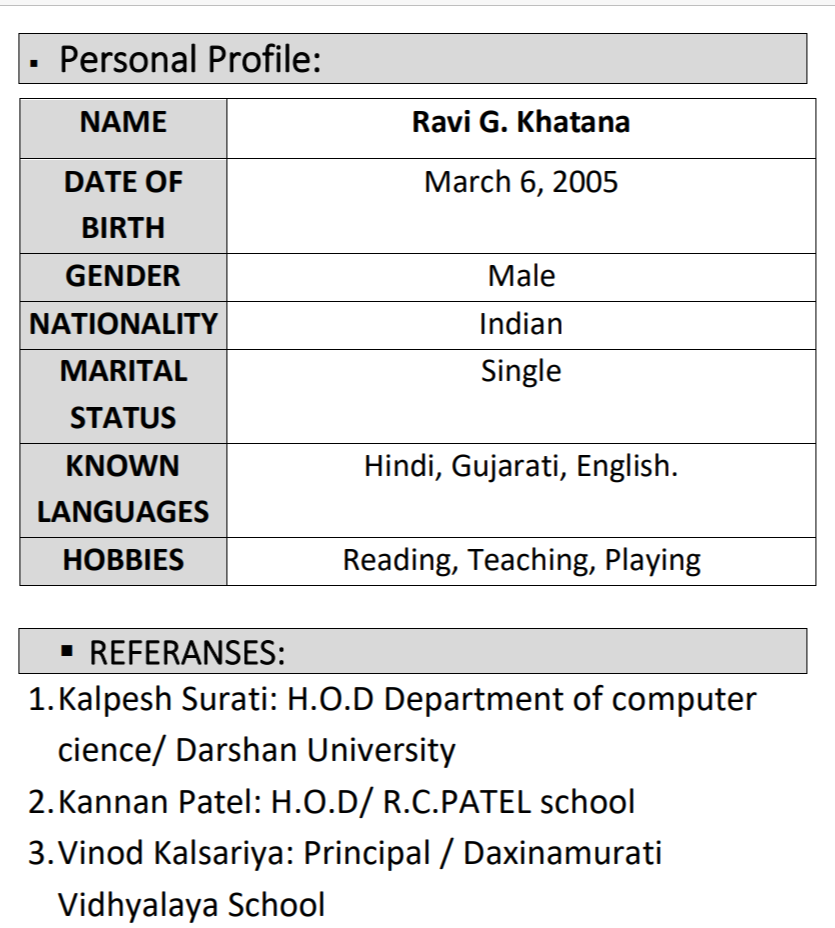 ▪ Personal Profile:
NAME Ravi G. Khatana
DATE OF March 6, 2005
BIRTH
GENDER Male
NATIONALITY Indian
MARITAL Single
STATUS
KNOWN Hindi, Gujarati, English.
LANGUAGES
HOBBIES Reading, Teaching, Playing
▪ REFERANSES:
1. Kalpesh Surati: H.O.D Department of computer
cience/ Darshan University
2. Kannan Patel: H.O.D/ R.C.PATEL school
3. Vinod Kalsariya: Principal / Daxinamurati
Vidhyalaya School